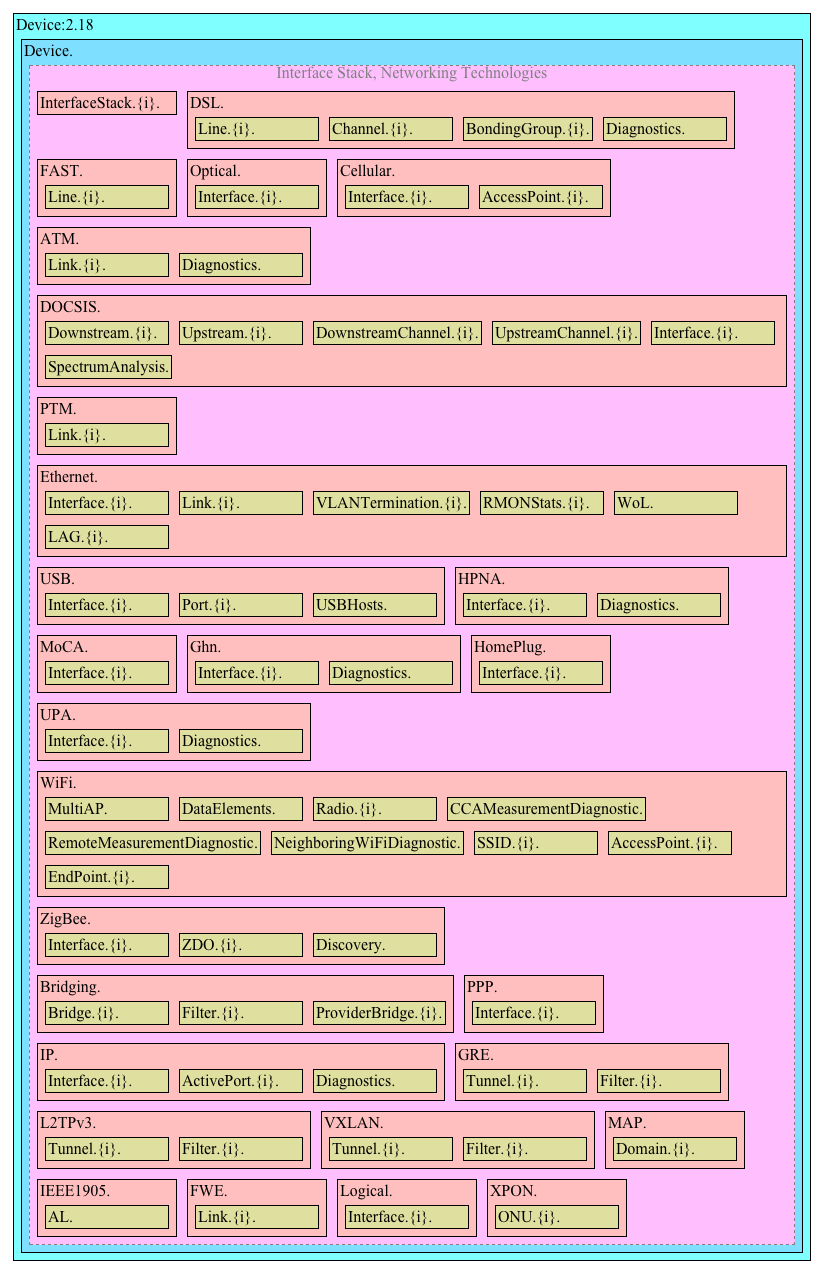 Device:2.18
Device.
Interface Stack, Networking Technologies
InterfaceStack.{i}. DSL.
Line.{i}. Channel.{i}. BondingGroup.{i}. Diagnostics.
FAST. Optical. Cellular.
Line.{i}. Interface.{i}. Interface.{i}. AccessPoint.{i}.
ATM.
Link.{i}. Diagnostics.
DOCSIS.
Downstream.{i}. Upstream.{i}. DownstreamChannel.{i}. UpstreamChannel.{i}. Interface.{i}.
SpectrumAnalysis.
PTM.
Link.{i}.
Ethernet.
Interface.{i}. Link.{i}. VLANTermination.{i}. RMONStats.{i}. WoL.
LAG.{i}.
USB. HPNA.
Interface.{i}. Port.{i}. USBHosts. Interface.{i}. Diagnostics.
MoCA. Ghn. HomePlug.
Interface.{i}. Interface.{i}. Diagnostics. Interface.{i}.
UPA.
Interface.{i}. Diagnostics.
WiFi.
MultiAP. DataElements. Radio.{i}. CCAMeasurementDiagnostic.
RemoteMeasurementDiagnostic. NeighboringWiFiDiagnostic. SSID.{i}. AccessPoint.{i}.
EndPoint.{i}.
ZigBee.
Interface.{i}. ZDO.{i}. Discovery.
Bridging. PPP.
Bridge.{i}. Filter.{i}. ProviderBridge.{i}. Interface.{i}.
IP. GRE.
Interface.{i}. ActivePort.{i}. Diagnostics. Tunnel.{i}. Filter.{i}.
L2TPv3. VXLAN. MAP.
Tunnel.{i}. Filter.{i}. Tunnel.{i}. Filter.{i}. Domain.{i}.
IEEE1905. FWE. Logical. XPON.
AL. Link.{i}. Interface.{i}. ONU.{i}.